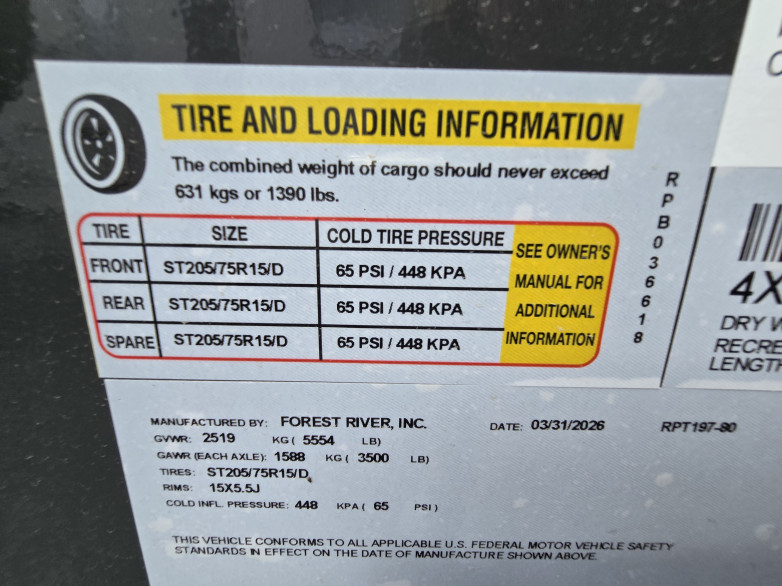 TIRE AND LOADING INFORMATION
The combined weight of cargo should never exceed
631 kgs or 1390 lbs.
TIRE SIZE COLD TIRE PRESSURE
FRONT ST205/75R15/D 65 PSI / 448 KPA
REAR ST205/75R15/D 65 PSI / 448 KPA
SPARE ST205/75R15/D 65 PSI / 448 KPA
SEE OWNER'S
MANUAL FOR
ADDITIONAL
INFORMATION
RPB036618
4X
DRY W
RECRE
LENGTH
MANUFACTURED BY: FOREST RIVER, INC. DATE: 03/31/2026 RPT197-80
GVWR: 2519 KG ( 5554 LB)
GAWR (EACH AXLE): 1588 KG ( 3500 LB)
TIRES: ST205/75R15/D
RIMS: 15X5.5J
COLD INFL. PRESSURE: 448 KPA ( 65 PSI )
THIS VEHICLE CONFORMS TO ALL APPLICABLE U.S. FEDERAL MOTOR VEHICLE SAFETY
STANDARDS IN EFFECT ON THE DATE OF MANUFACTURE SHOWN ABOVE.